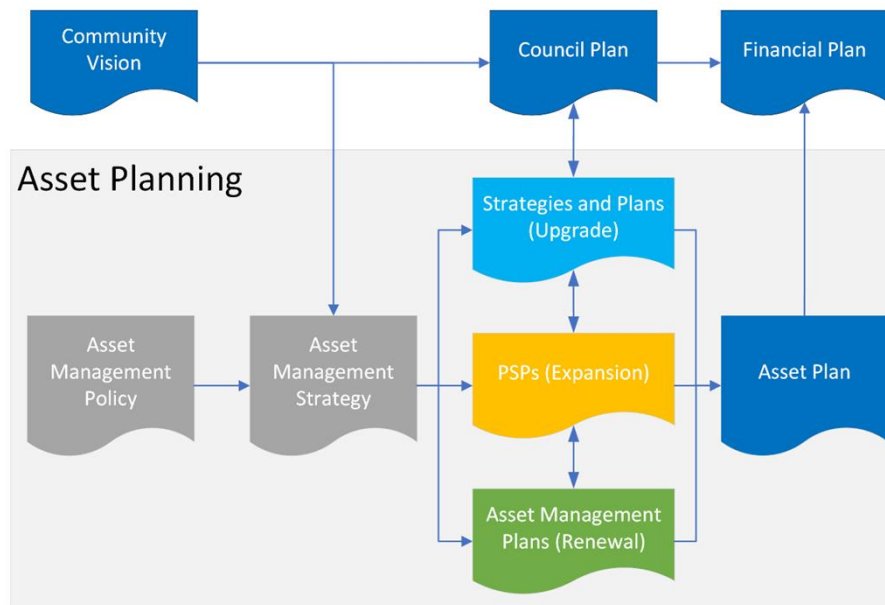 Community
Vision
Council Plan
Financial Plan
Asset Planning
Strategies and Plans
(Upgrade)
Asset
Management
Policy
Asset
Management
Strategy
PSPs (Expansion)
Asset Plan
Asset Management
Plans (Renewal)